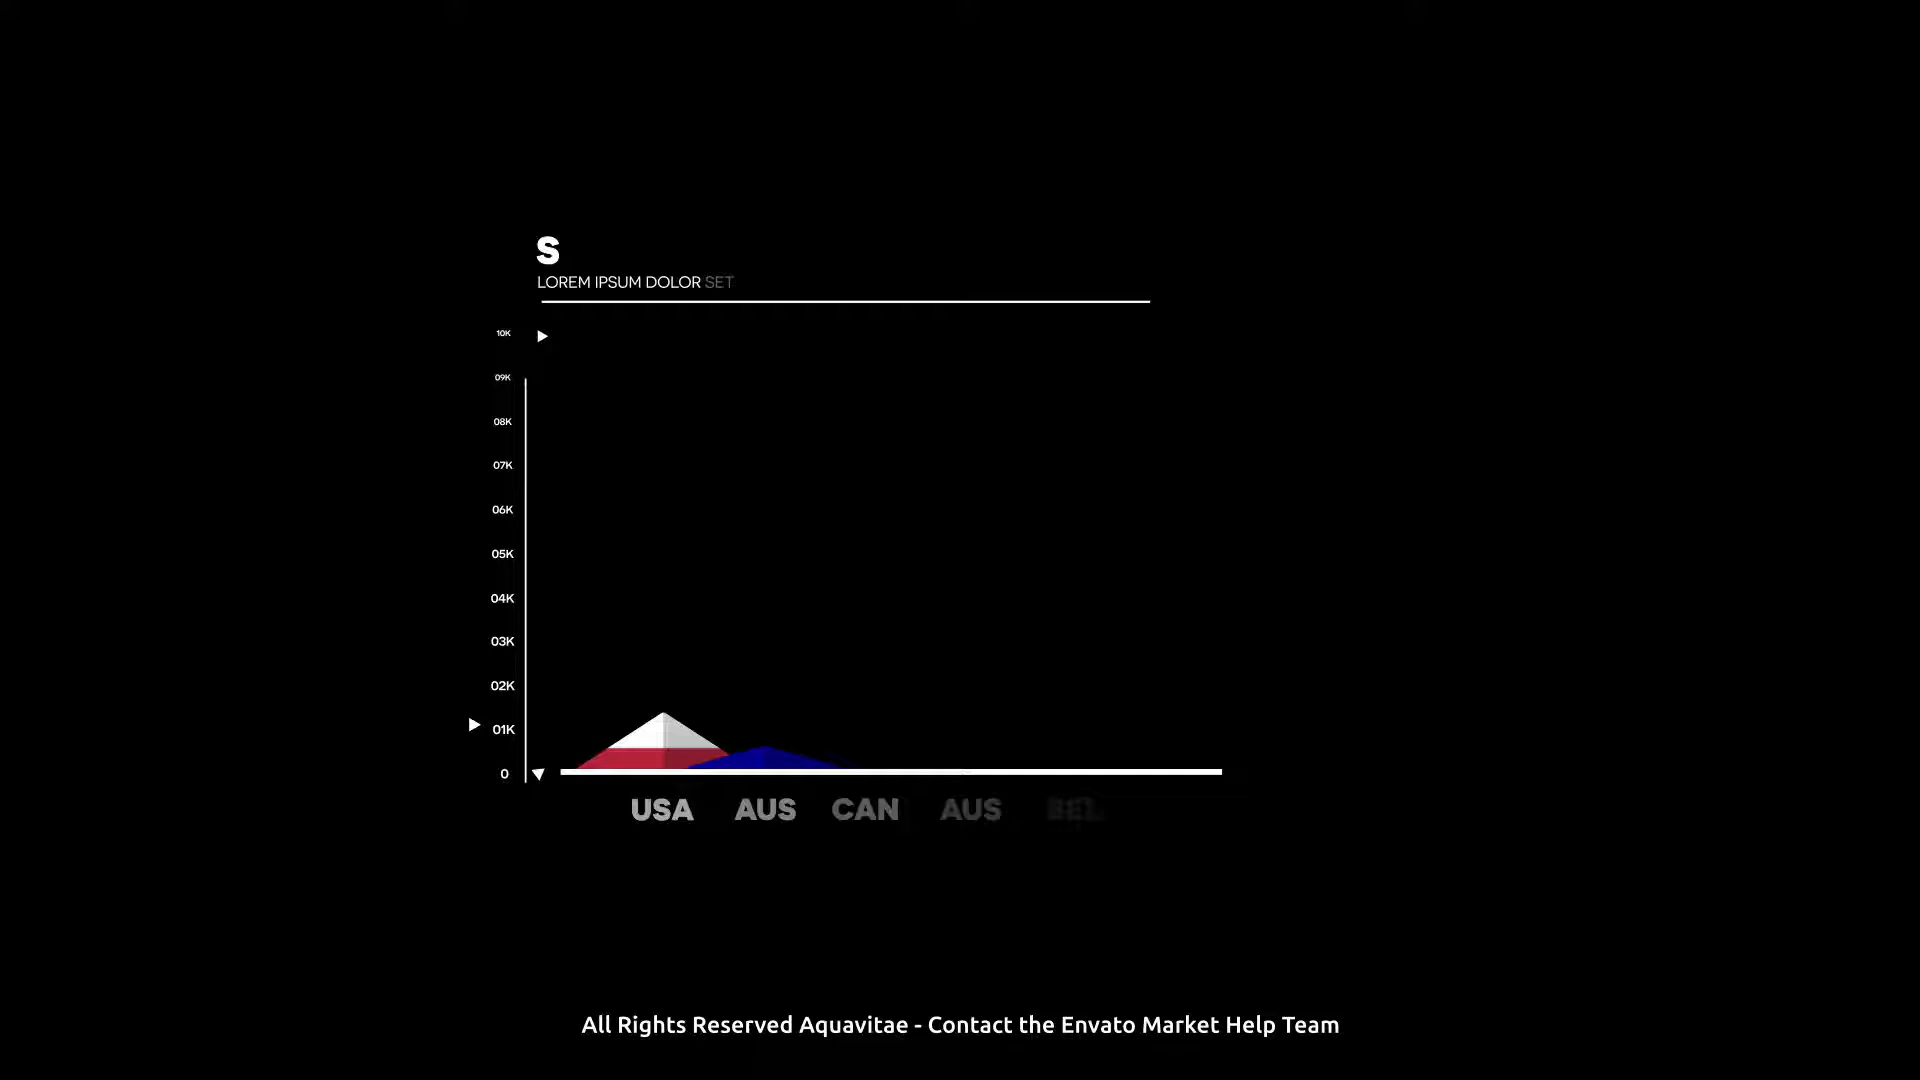 S
LOREM IPSUM DOLOR SET
10K
09K
08K
07K
06K
05K
04K
03K
02K
01K
0
USA AUS CAN AUS BEL
All Rights Reserved Aquavitae - Contact the Envato Market Help Team